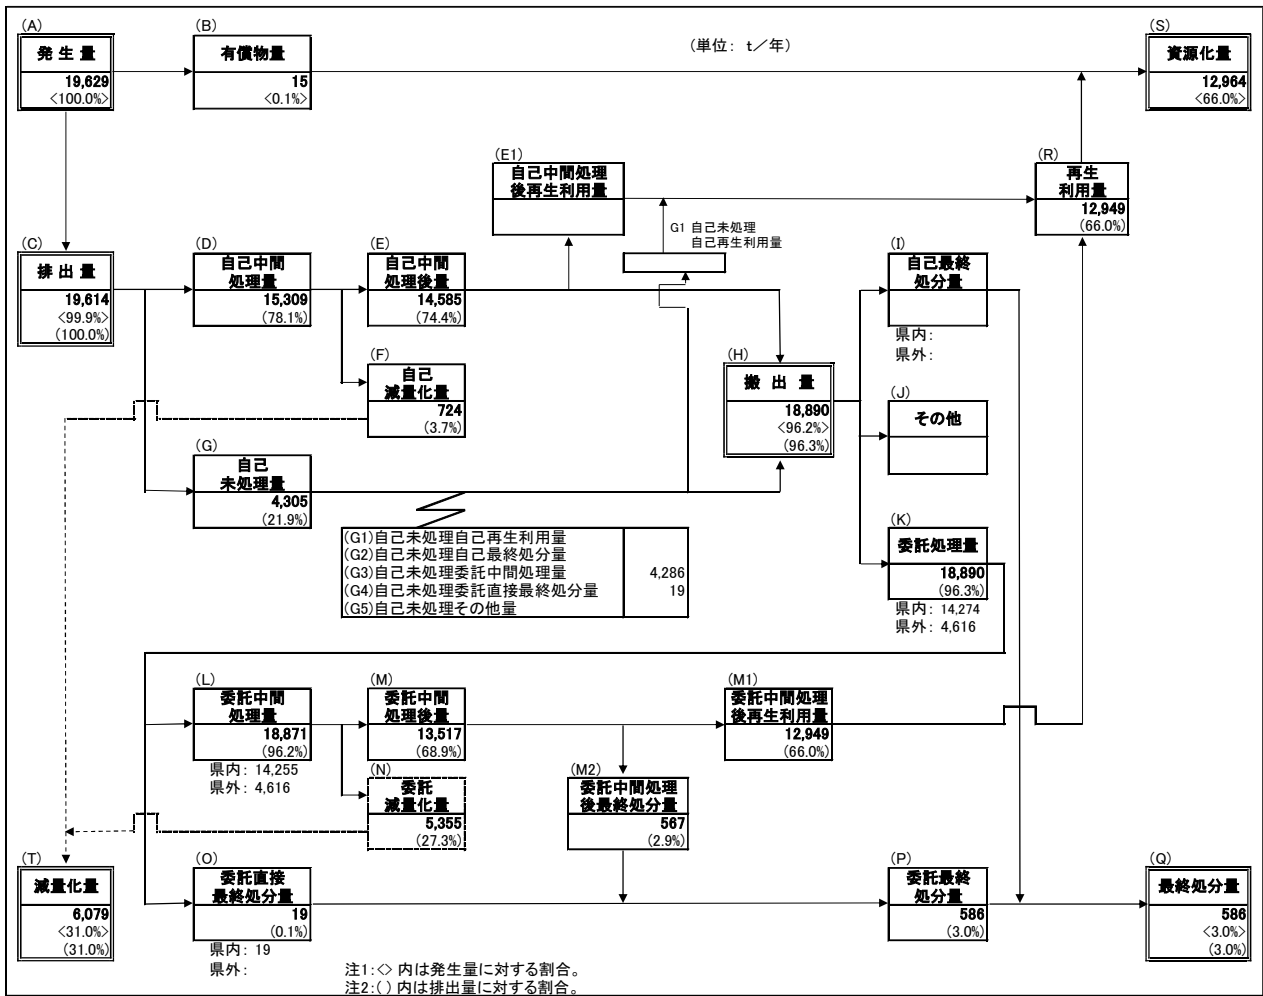 (A)
発 生 量
19,629
<100.0%>
(B)
有償物量
15
<0.1%>
(単位: t／年)
(S)
資源化量
12,964
<66.0%>
(E1)
自己中間処理
後再生利用量
(R)
再生
利用量
12,949
(66.0%)
G1 自己未処理
自己再生利用量
(C)
排 出 量
19,614
<99.9%>
(100.0%)
(D)
自己中間
処理量
15,309
(78.1%)
(E)
自己中間
処理後量
14,585
(74.4%)
(I)
自己最終
処分量
県内:
県外:
(F)
自己
減量化量
724
(3.7%)
(H)
搬 出 量
18,890
<96.2%>
(96.3%)
(J)
その他
(G)
自己
未処理量
4,305
(21.9%)
(G1)自己未処理自己再生利用量
(G2)自己未処理自己最終処分量
(G3)自己未処理委託中間処理量 4,286
(G4)自己未処理委託直接最終処分量 19
(G5)自己未処理その他量
(K)
委託処理量
18,890
(96.3%)
県内: 14,274
県外: 4,616
(L)
委託中間
処理量
18,871
(96.2%)
県内: 14,255
県外: 4,616
(M)
委託中間
処理後量
13,517
(68.9%)
(M1)
委託中間処理
後再生利用量
12,949
(66.0%)
(N)
委託
減量化量
5,355
(27.3%)
(M2)
委託中間処理
後最終処分量
567
(2.9%)
(T)
減量化量
6,079
<31.0%>
(31.0%)
(O)
委託直接
最終処分量
19
(0.1%)
県内: 19
県外:
(P)
委託最終
処分量
586
(3.0%)
(Q)
最終処分量
586
<3.0%>
(3.0%)
注1:<> 内は発生量に対する割合。
注2:( ) 内は排出量に対する割合。